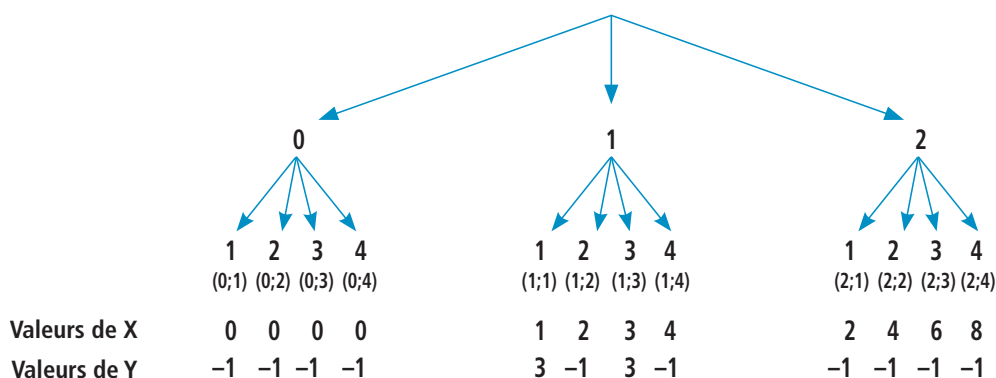 0 1 2
1 2 3 4 1 2 3 4 1 2 3 4
(0;1) (0;2) (0;3) (0;4) (1;1) (1;2) (1;3) (1;4) (2;1) (2;2) (2;3) (2;4)
Valeurs de X 0 0 0 0 1 2 3 4 2 4 6 8
Valeurs de Y –1 –1 –1 –1 3 –1 3 –1 –1 –1 –1 –1